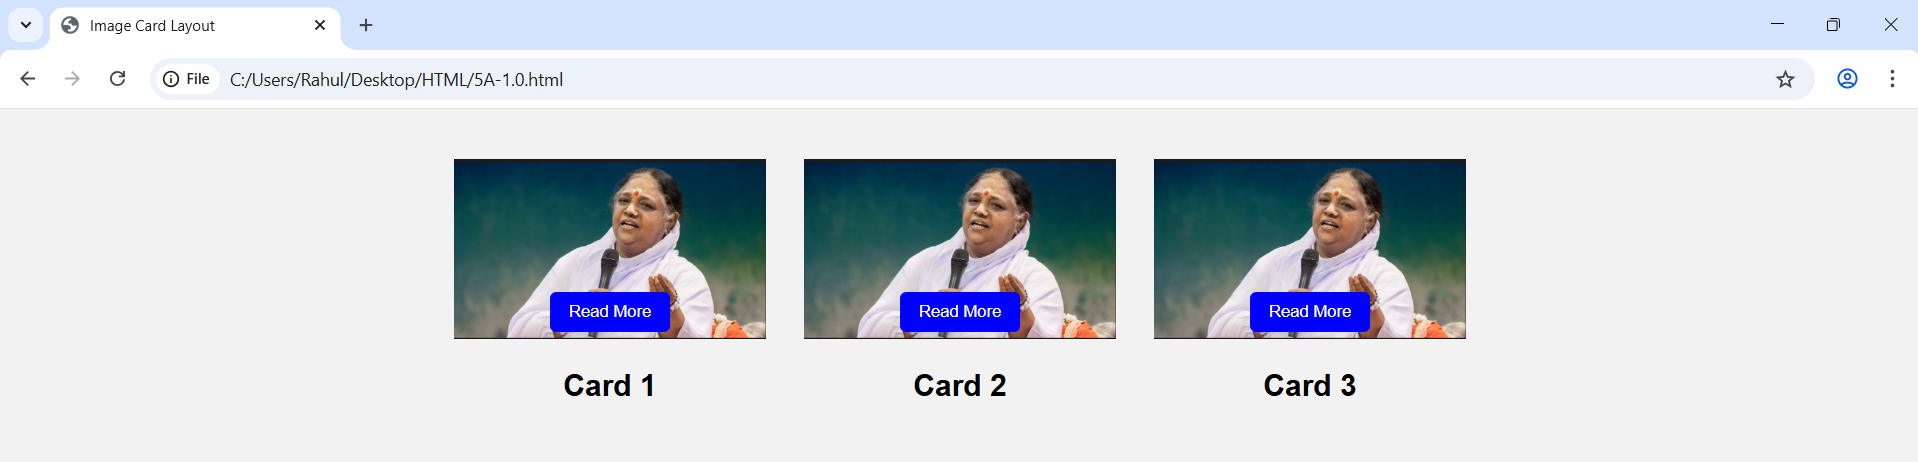 Image Card Layout
File C:/Users/Rahul/Desktop/HTML/5A-1.0.html
Read More Read More Read More
Card 1 Card 2 Card 3